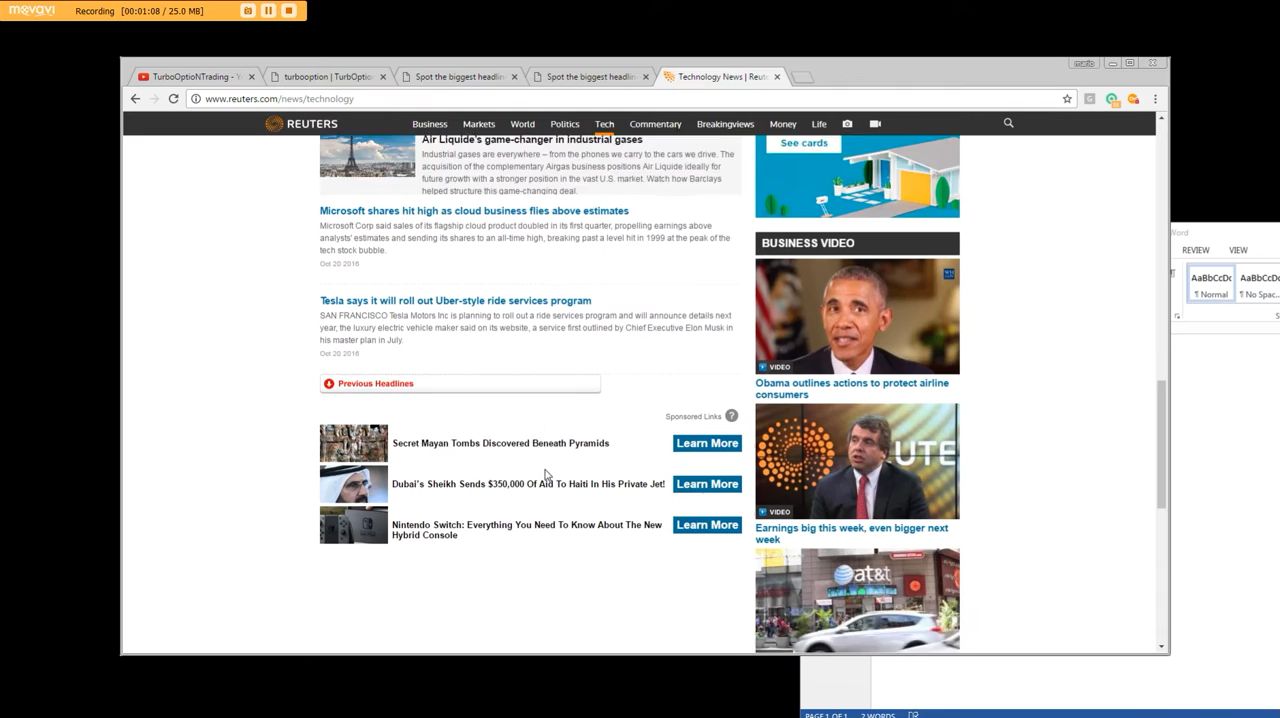 movavi
Recording [00:01:08 / 25.0 MB]
mario
TurboOptioNTrading - Y
turbooption | TurbOptio
Spot the biggest headlin
Spot the biggest headlin
Technology News | Reute
www.reuters.com/news/technology
REUTERS
Business Markets World Politics Tech Commentary Breakingviews Money Life
Air Liquide's game-changer in industrial gases
Industrial gases are everywhere – from the phones we carry to the cars we drive. The
acquisition of the complementary Airgas business positions Air Liquide ideally for
future growth with a stronger position in the vast U.S. market. Watch how Barclays
helped structure this game-changing deal.
Microsoft shares hit high as cloud business flies above estimates
Microsoft Corp said sales of its flagship cloud product doubled in its first quarter, propelling earnings above
analysts' estimates and sending its shares to an all-time high, breaking past a level hit in 1999 at the peak of the
tech stock bubble.
Oct 20 2016
Tesla says it will roll out Uber-style ride services program
SAN FRANCISCO Tesla Motors Inc is planning to roll out a ride services program and will announce details next
year, the luxury electric vehicle maker said on its website, a service first outlined by Chief Executive Elon Musk in
his master plan in July.
Oct 20 2016
Previous Headlines
Sponsored Links ?
Secret Mayan Tombs Discovered Beneath Pyramids
Learn More
Dubai's Sheikh Sends $350,000 Of Aid To Haiti In His Private Jet!
Learn More
Nintendo Switch: Everything You Need To Know About The New
Hybrid Console
Learn More
See cards
BUSINESS VIDEO
VIDEO
Obama outlines actions to protect airline
consumers
UTE
VIDEO
Earnings big this week, even bigger next
week
at&t
Word
REVIEW VIEW
AaBbCcDc AaBbCcDc
¶ Normal ¶ No Spac...
PAGE 1 OF 1 2 WORDS